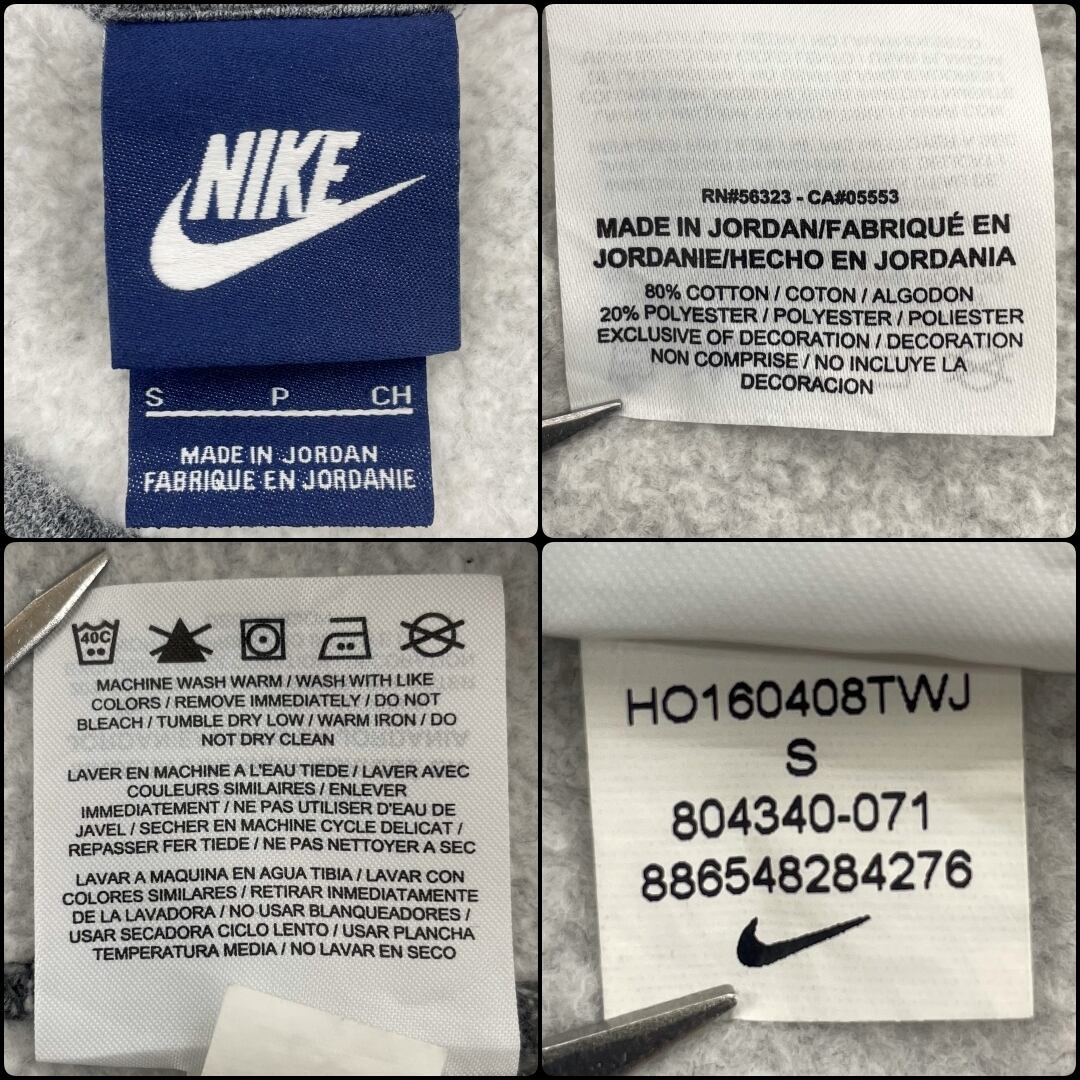 NIKE
S P CH
MADE IN JORDAN
FABRIQUE EN JORDANIE
RN#56323 - CA#05553
MADE IN JORDAN/FABRIQUÉ EN
JORDANIE/HECHO EN JORDANIA
80% COTTON / COTON / ALGODON
20% POLYESTER / POLYESTER / POLIESTER
EXCLUSIVE OF DECORATION / DECORATION
NON COMPRISE / NO INCLUYE LA
DECORACION
40C
MACHINE WASH WARM / WASH WITH LIKE
COLORS / REMOVE IMMEDIATELY / DO NOT
BLEACH / TUMBLE DRY LOW / WARM IRON / DO
NOT DRY CLEAN
LAVER EN MACHINE A L'EAU TIEDE / LAVER AVEC
COULEURS SIMILAIRES / ENLEVER
IMMEDIATEMENT / NE PAS UTILISER D'EAU DE
JAVEL / SECHER EN MACHINE CYCLE DELICAT /
REPASSER FER TIEDE / NE PAS NETTOYER A SEC
LAVAR A MAQUINA EN AGUA TIBIA / LAVAR CON
COLORES SIMILARES / RETIRAR INMEDIATAMENTE
DE LA LAVADORA / NO USAR BLANQUEADORES /
USAR SECADORA CICLO LENTO / USAR PLANCHA
TEMPERATURA MEDIA / NO LAVAR EN SECO
HO160408TWJ
S
804340-071
886548284276